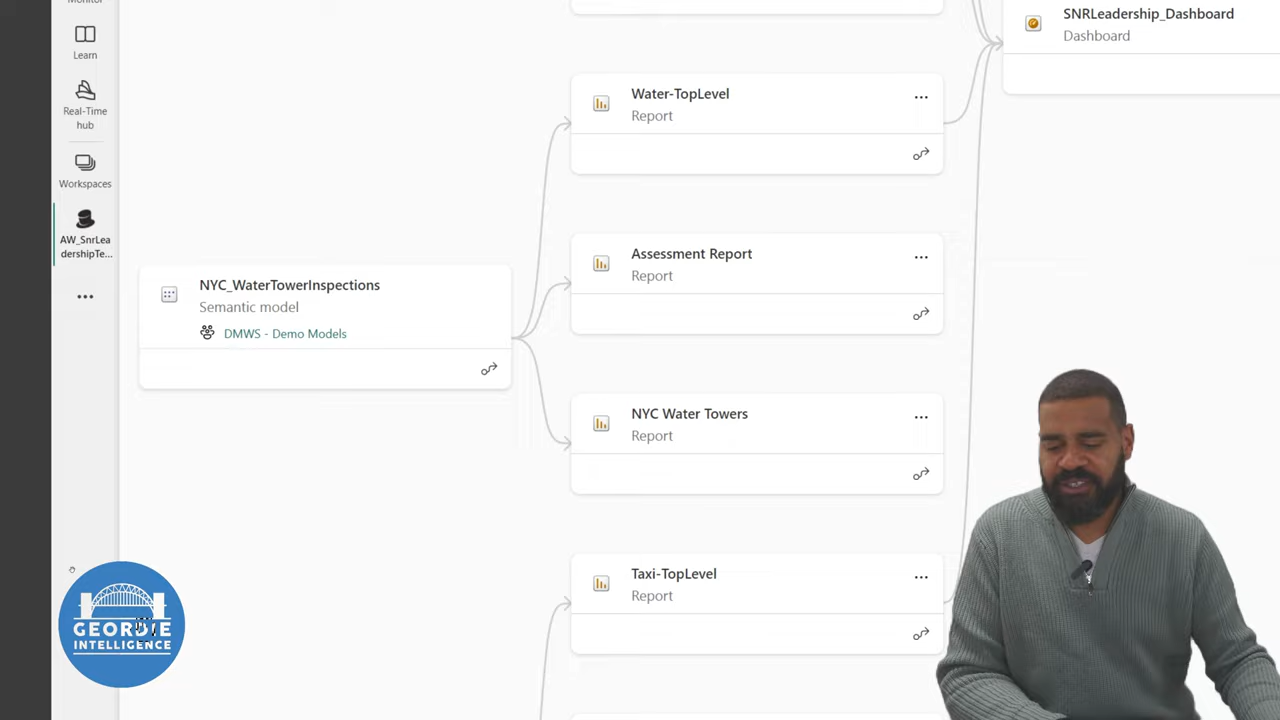 Monitor
Learn
Real-Time
hub
Workspaces
AW_SnrLea
dershipTe...
NYC_WaterTowerInspections
Semantic model
DMWS - Demo Models
Water-TopLevel
Report
Assessment Report
Report
NYC Water Towers
Report
Taxi-TopLevel
Report
SNRLeadership_Dashboard
Dashboard
GEORDIE
INTELLIGENCE